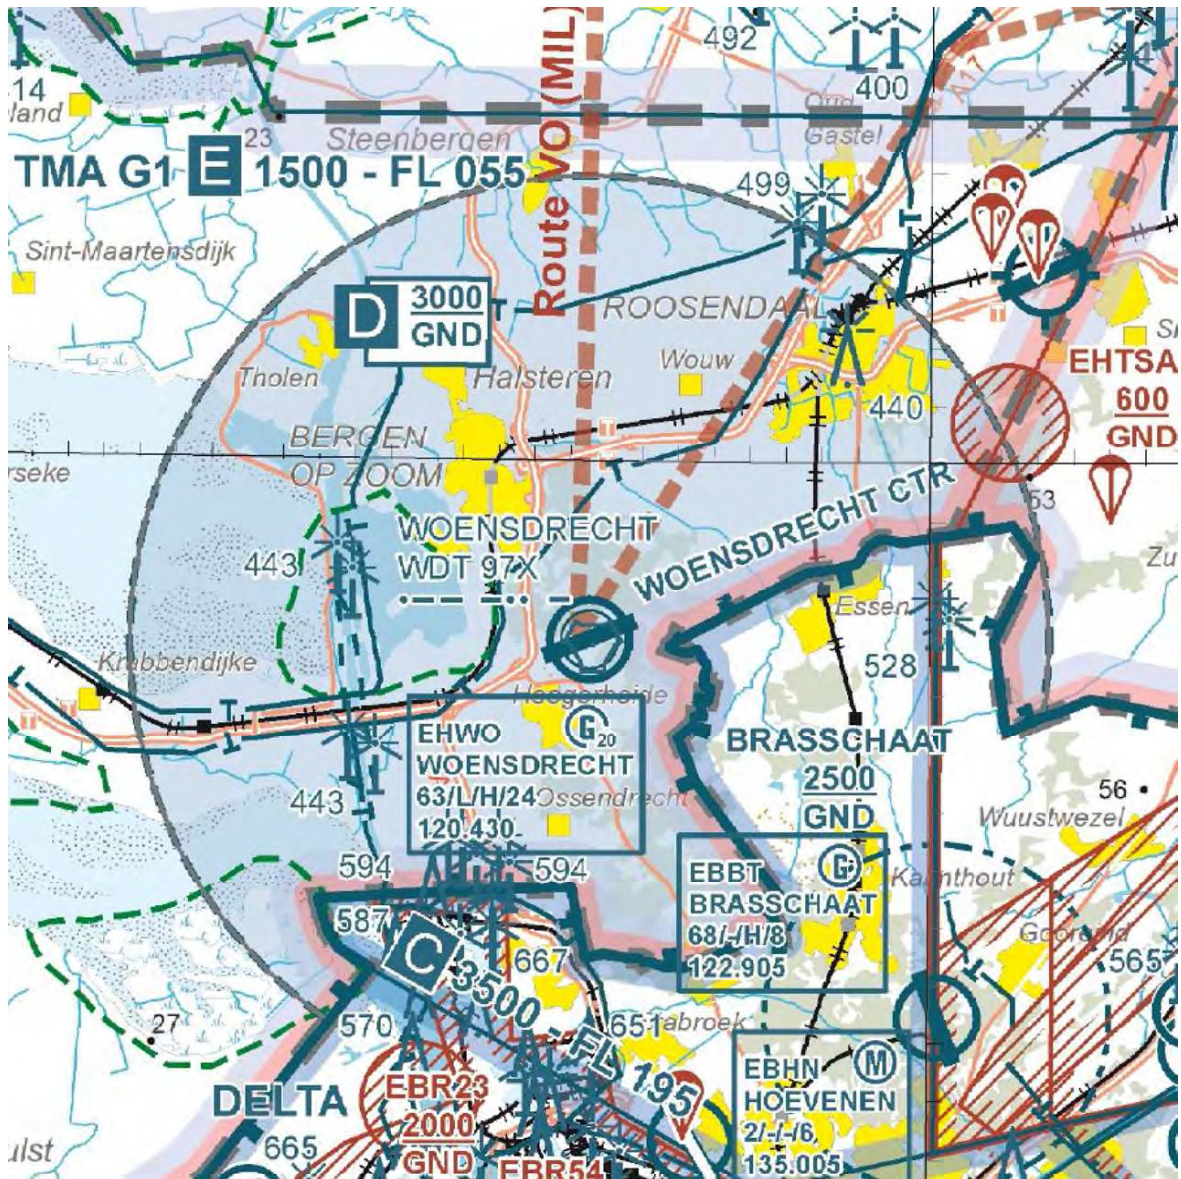 492
400
14
land
Oud
Gastel
23
Steenbergen
TMA G1 E 1500 - FL 055
Route VO (MIL)
499
Sint-Maartensdijk
D
3000
GND
ROOSENDAAL
Wouw
Tholen
Halsteren
EHTSA
600
GND
440
BERGEN
OP ZOOM
erseke
53
WOENSDRECHT CTR
WOENSDRECHT
WDT 97X
443
Zu
Essen
528
Krabbendijke
Hoogerheide
EHWO
G20
WOENSDRECHT
63/L/H/24
120.430
Ossendrecht
BRASSCHAAT
2500
GND
443
56
Wuustwezel
594
594
EBBT
G
BRASSCHAAT
68/-/H/8
122.905
Kalmthout
587
C 3500 - FL 195
667
565
570
27
651
abroek
EBHN
M
HOEVENEN
2/-/-/6
135.005
DELTA
EBR23
2000
GND
EBR54
ulst
665